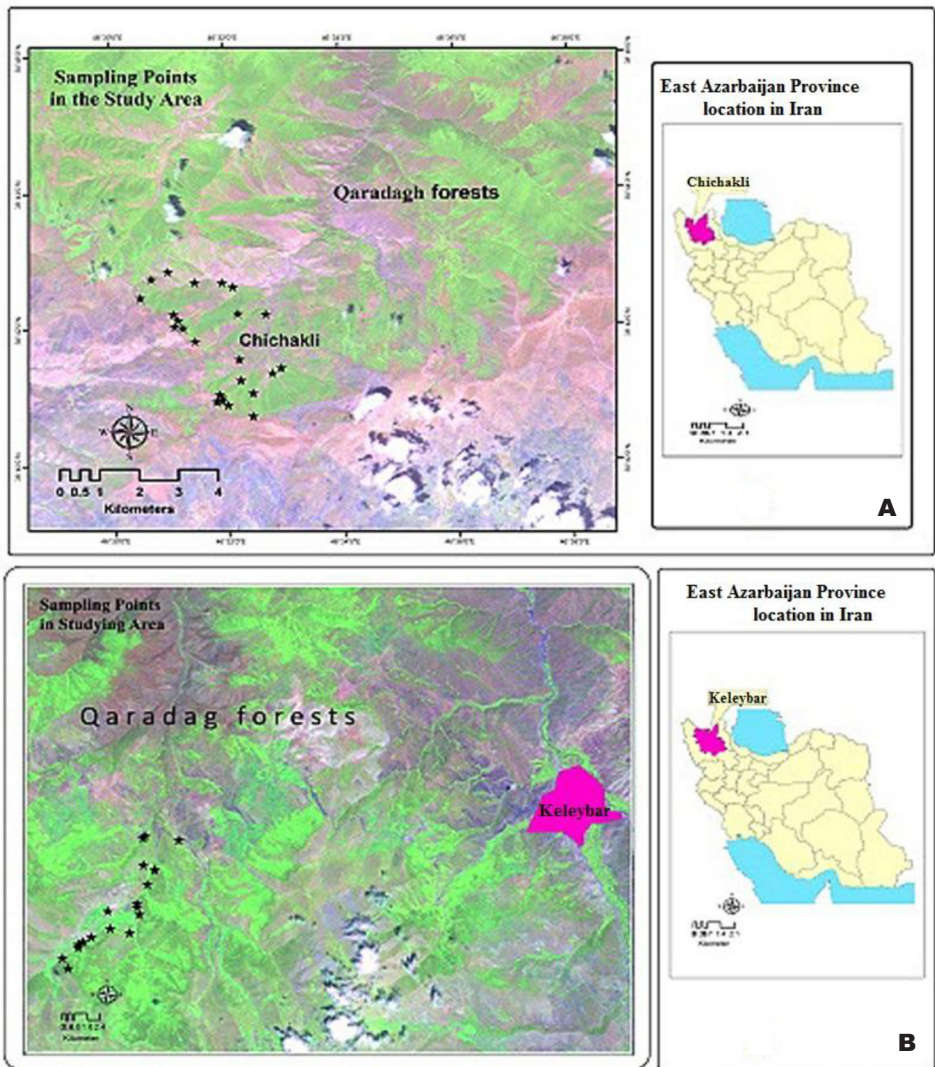 Sampling Points
in the Study Area
Qaradagh forests
Chichakli
N
W E
S
0 0.5 1 2 3 4
Kilometers
East Azarbaijan Province
location in Iran
Chichakli
Kilometers
A
Sampling Points
in Studying Area
Qaradag forests
Keleybar
Kilometer
East Azarbaijan Province
location in Iran
Keleybar
Kilometer
B